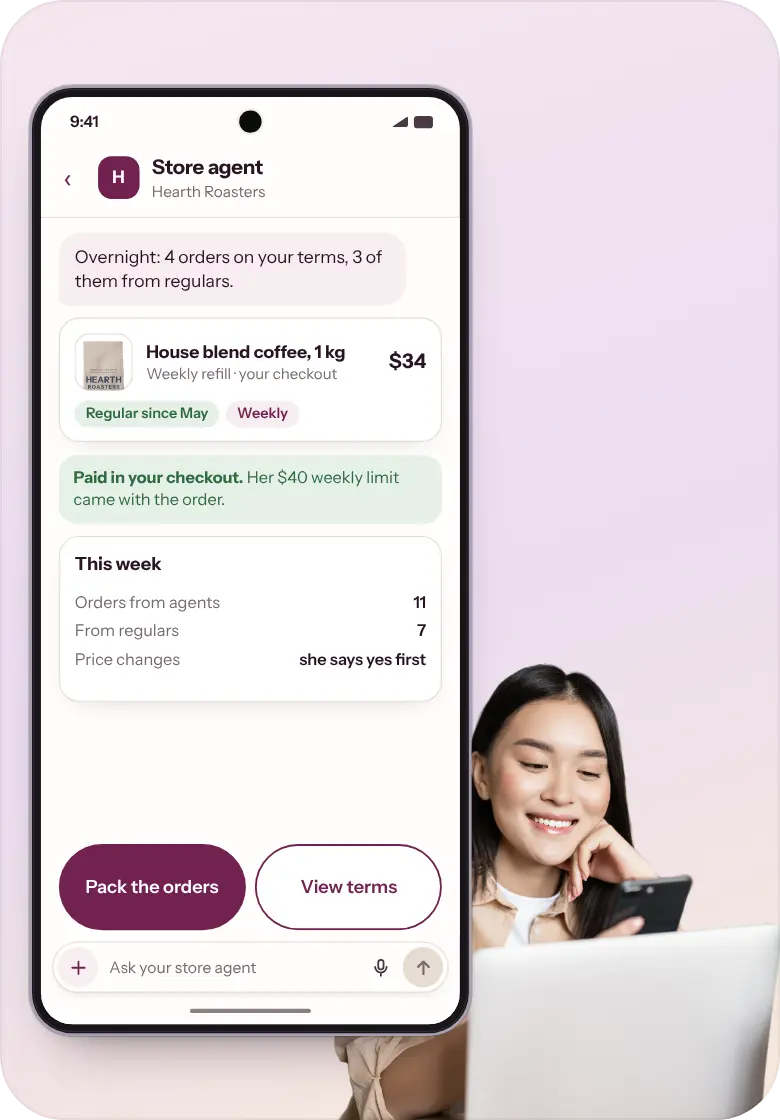 9:41
‹
H
Store agent
Hearth Roasters
Overnight: 4 orders on your terms, 3 of
them from regulars.
HEARTH
ROASTERS
House blend coffee, 1 kg
$34
Weekly refill · your checkout
Regular since May
Weekly
Paid in your checkout. Her $40 weekly limit
came with the order.
This week
Orders from agents 11
From regulars 7
Price changes she says yes first
Pack the orders
View terms
+ Ask your store agent